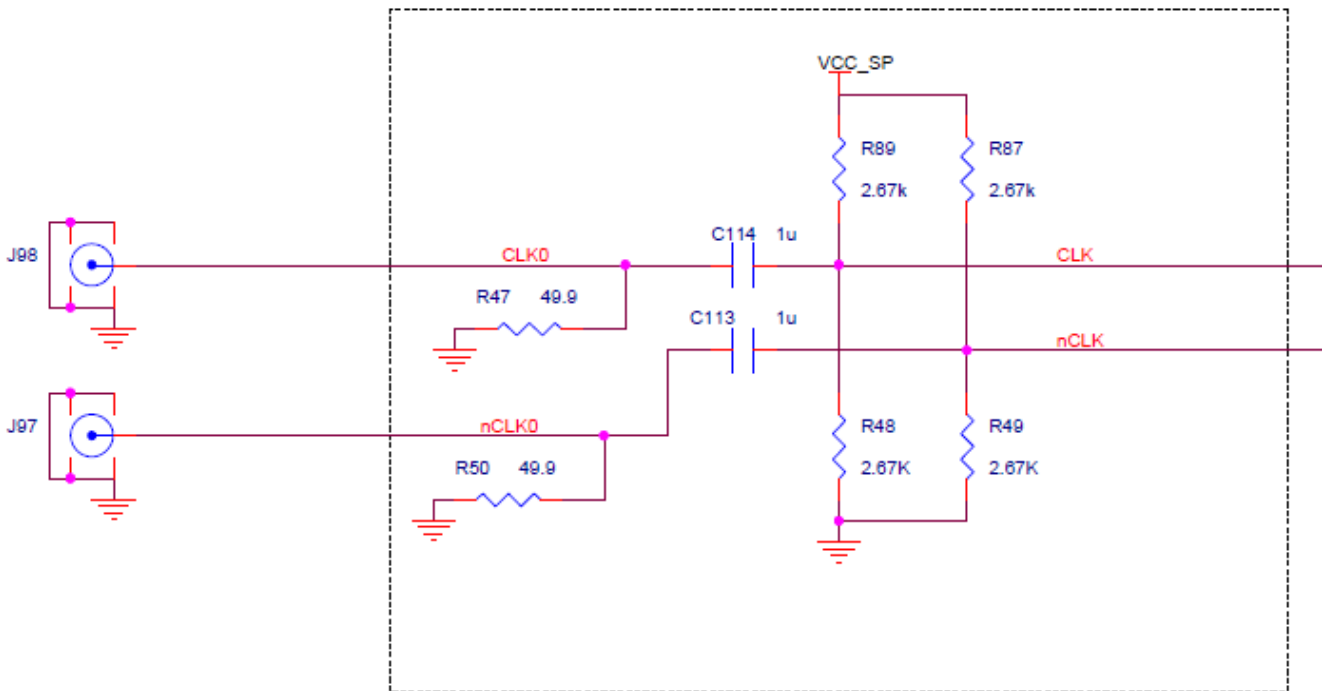 VCC_SP
R89
R87
2.67k
2.67k
C114 1u
J98
CLK0
CLK
R47 49.9
C113 1u
nCLK
J97
nCLK0
R48
R49
R50 49.9
2.67K
2.67K